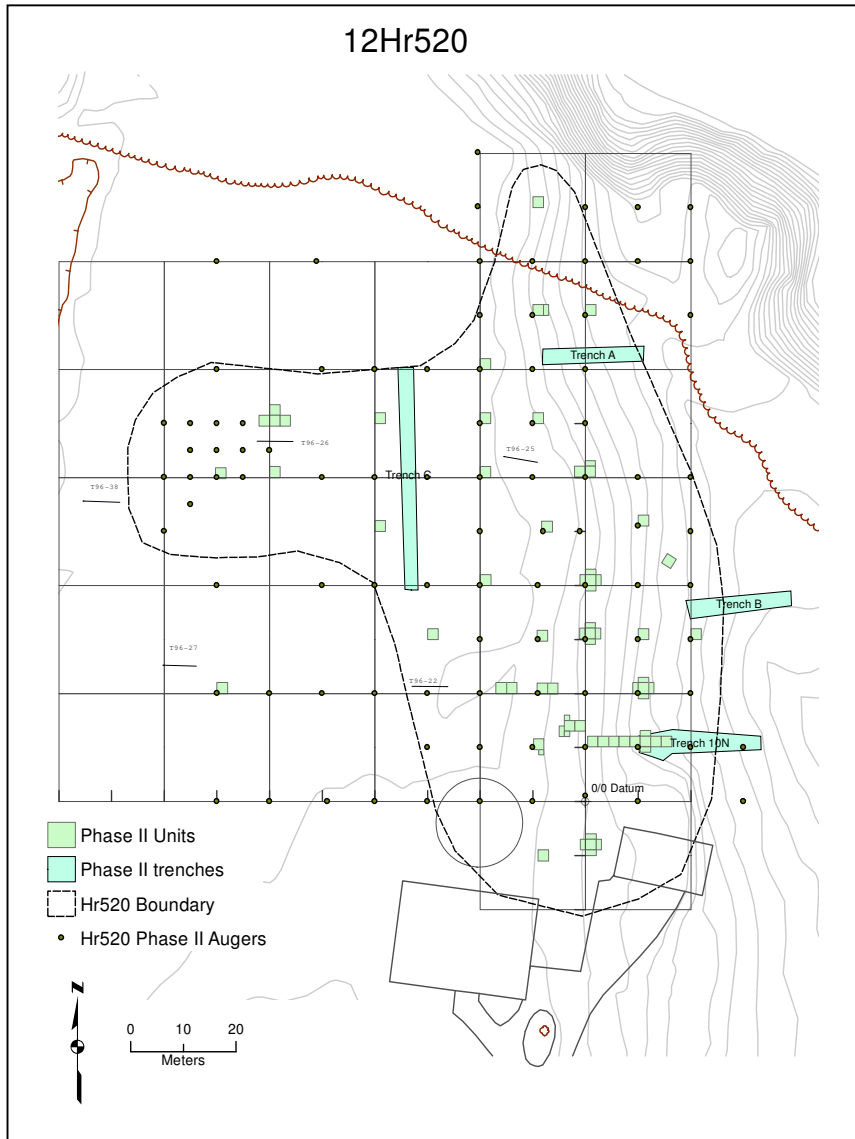 12Hr520
Trench A
T96-26
T96-25
Trench C
T96-38
Trench B
T96-27
T96-22
Trench 10N
0/0 Datum
Phase II Units
Phase II trenches
Hr520 Boundary
Hr520 Phase II Augers
N
0 10 20
Meters